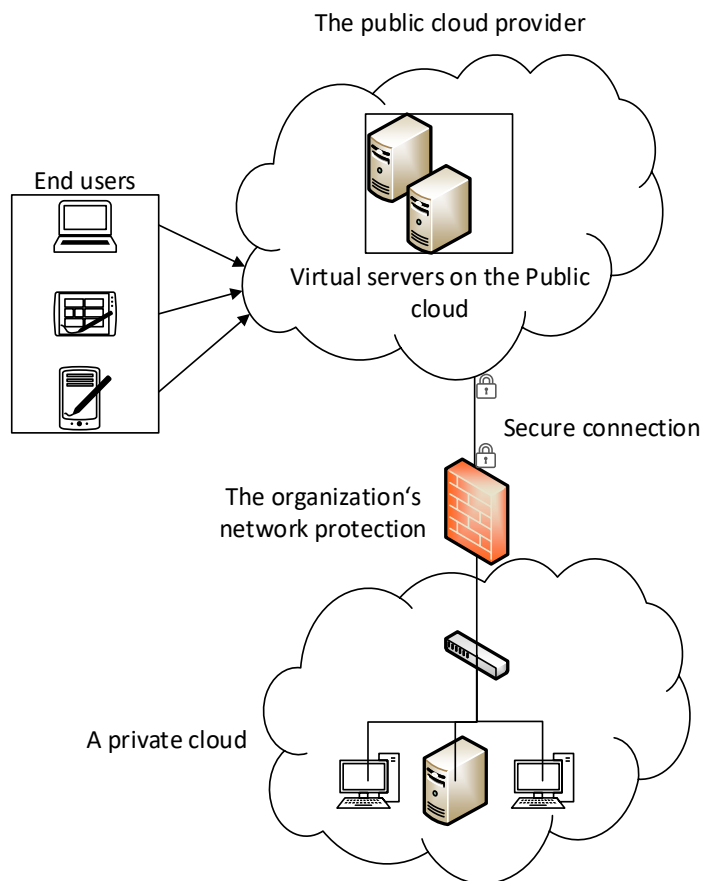 The public cloud provider
End users
Virtual servers on the Public
cloud
Secure connection
The organization‘s
network protection
A private cloud